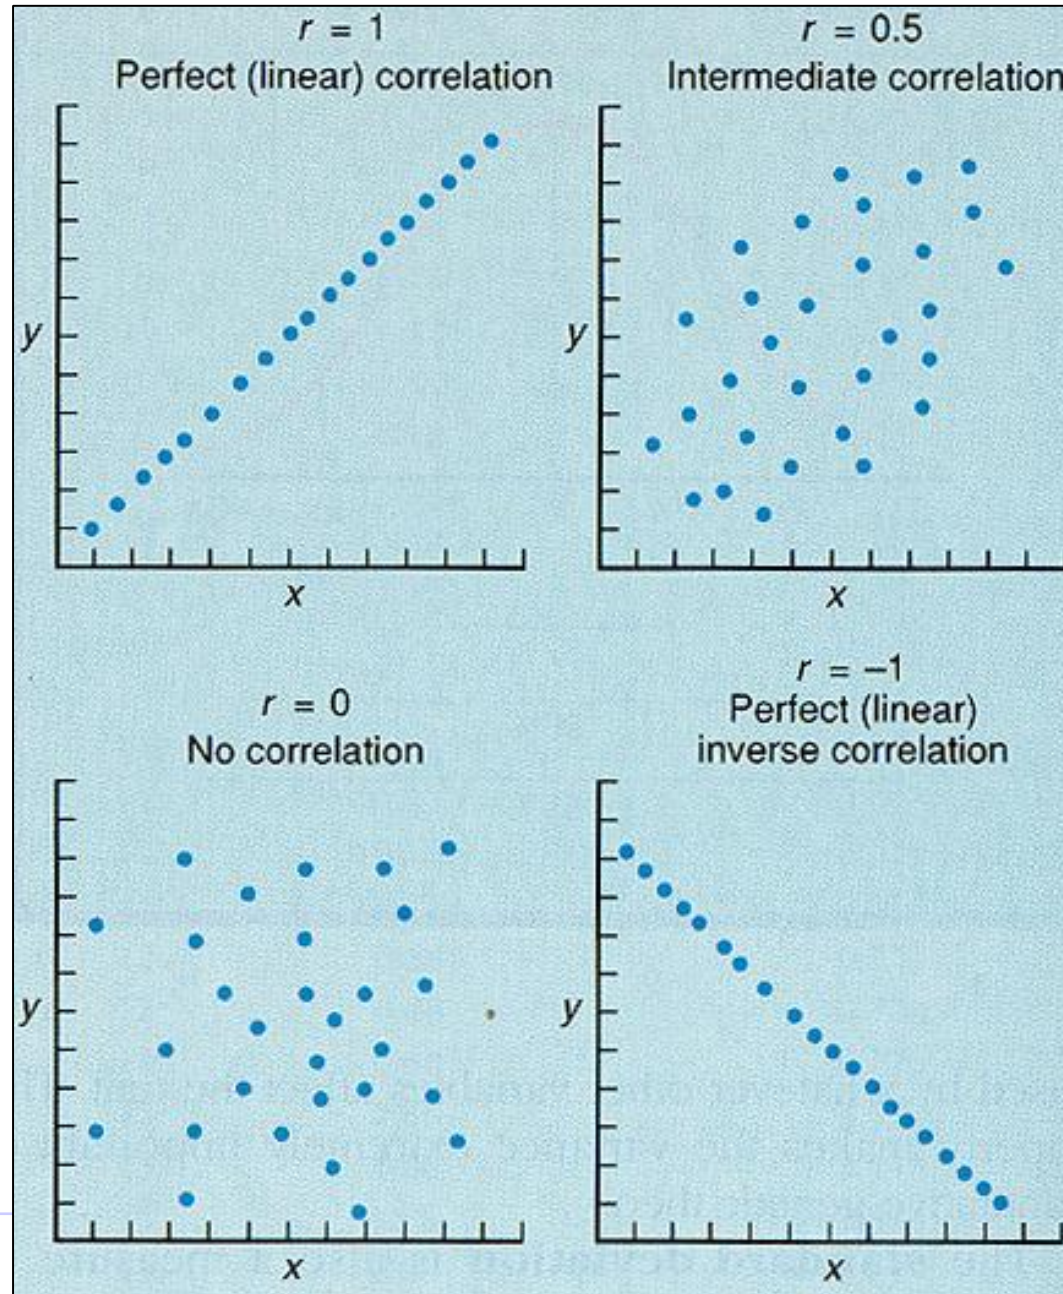 r = 1
Perfect (linear) correlation
y
x
r = 0.5
Intermediate correlation
y
x
r = 0
No correlation
y
x
r = −1
Perfect (linear)
inverse correlation
y
x